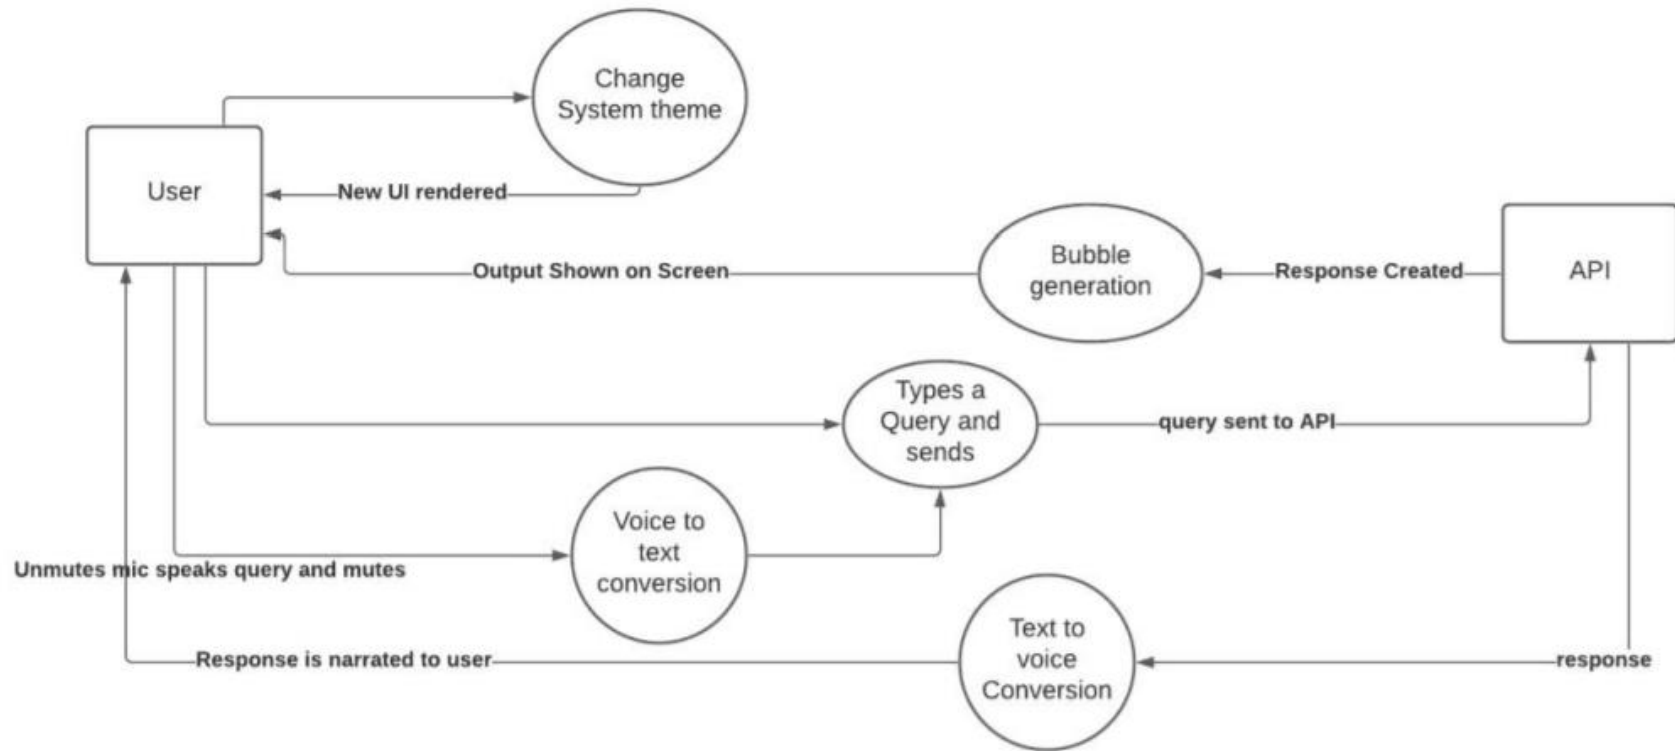 Change
System theme
User
New UI rendered
Bubble
generation
Output Shown on Screen
Response Created
API
Types a
Query and
sends
query sent to API
Voice to
text
conversion
Unmutes mic speaks query and mutes
Text to
voice
Conversion
Response is narrated to user
response